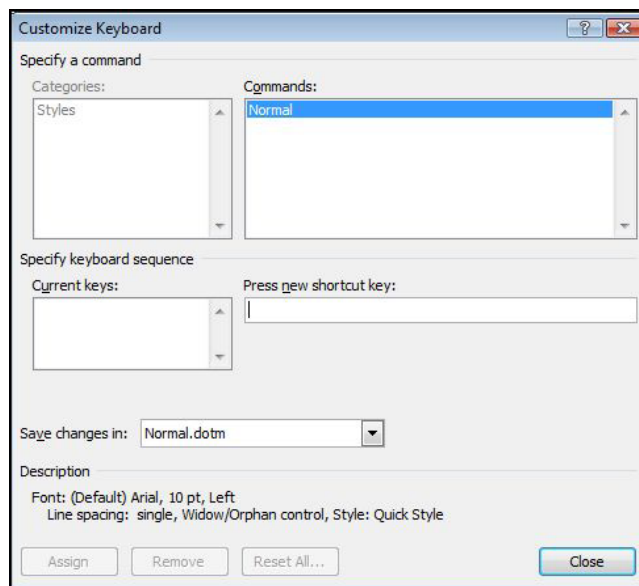 Customize Keyboard
Specify a command
Categories:
Commands:
Styles
Normal
Specify keyboard sequence
Current keys:
Press new shortcut key:
Save changes in:
Normal.dotm
Description
Font: (Default) Arial, 10 pt, Left
Line spacing: single, Widow/Orphan control, Style: Quick Style
Assign
Remove
Reset All...
Close